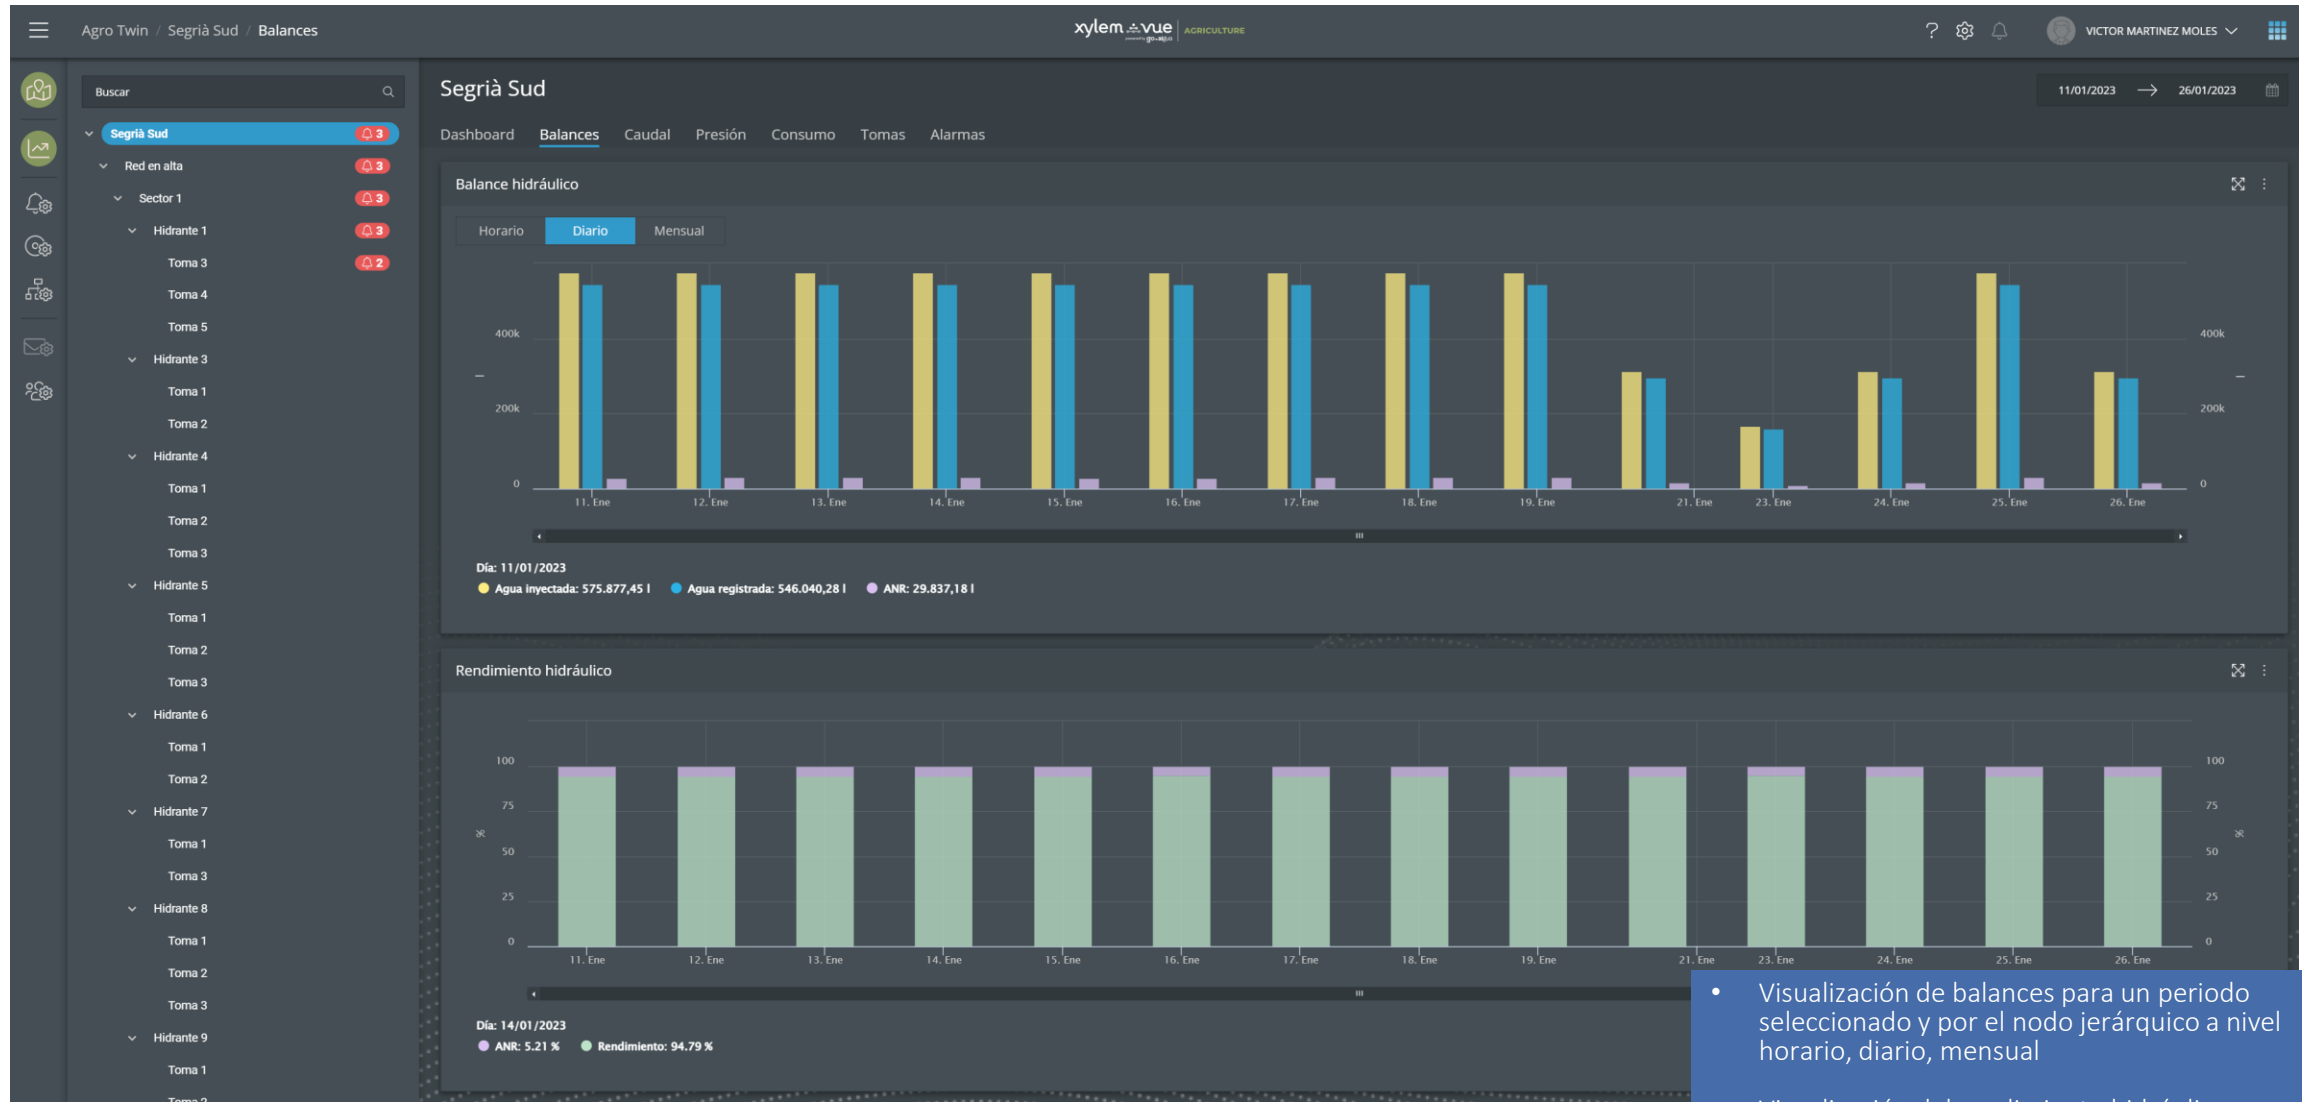 Agro Twin / Segrià Sud / Balances
xylem vue AGRICULTURE
VICTOR MARTINEZ MOLES
Buscar
Segrià Sud 3
Red en alta 3
Sector 1 3
Hidrante 1 3
Toma 3 2
Toma 4
Toma 5
Hidrante 3
Toma 1
Toma 2
Hidrante 4
Toma 1
Toma 2
Toma 3
Hidrante 5
Toma 1
Toma 2
Toma 3
Hidrante 6
Toma 1
Toma 2
Hidrante 7
Toma 1
Toma 3
Hidrante 8
Toma 1
Toma 2
Toma 3
Hidrante 9
Toma 1
Segrià Sud
11/01/2023 → 26/01/2023
Dashboard Balances Caudal Presión Consumo Tomas Alarmas
Balance hidráulico
Horario Diario Mensual
400k 400k
l l
200k 200k
0 0
11. Ene 12. Ene 13. Ene 14. Ene 15. Ene 16. Ene 17. Ene 18. Ene 19. Ene 21. Ene 23. Ene 24. Ene 25. Ene 26. Ene
Día: 11/01/2023
Agua inyectada: 575.877,45 l Agua registrada: 546.040,28 l ANR: 29.837,18 l
Rendimiento hidráulico
100 100
75 75
% %
50 50
25 25
0 0
11. Ene 12. Ene 13. Ene 14. Ene 15. Ene 16. Ene 17. Ene 18. Ene 19. Ene 21. Ene 23. Ene 24. Ene 25. Ene 26. Ene
Día: 14/01/2023
ANR: 5.21 % Rendimiento: 94.79 %
• Visualización de balances para un periodo
seleccionado y por el nodo jerárquico a nivel
horario, diario, mensual